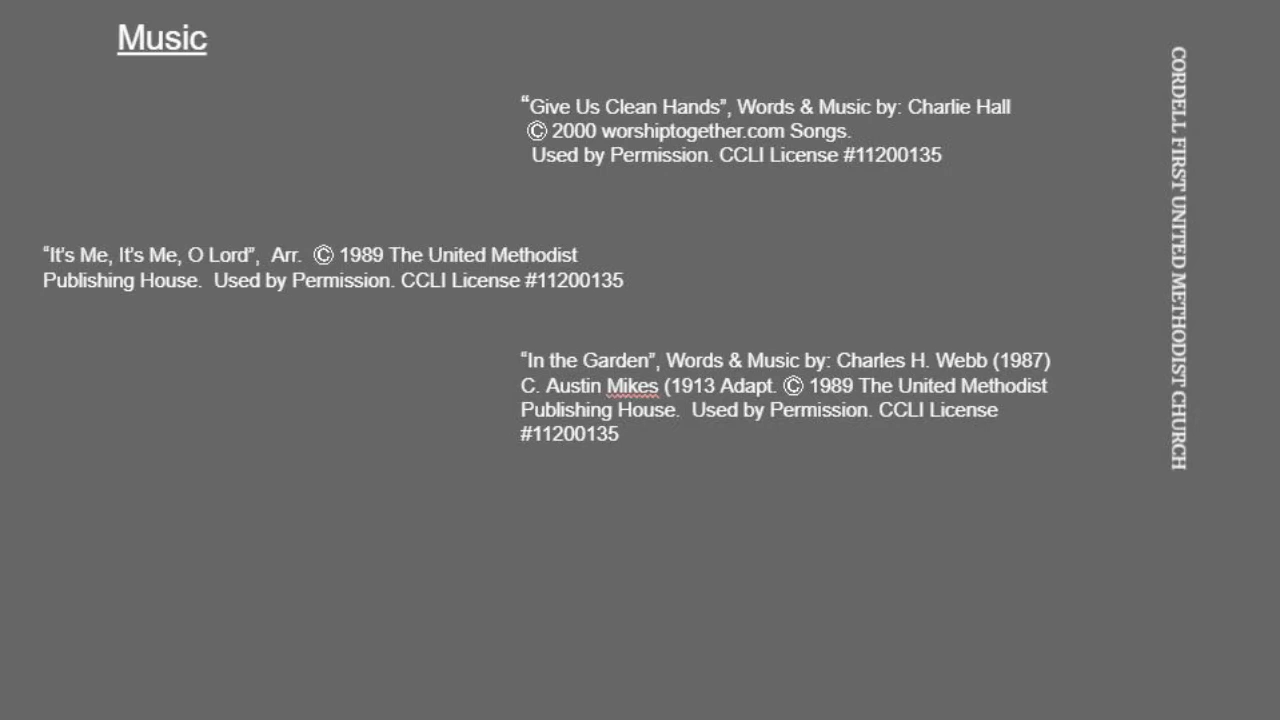 Music
“Give Us Clean Hands”, Words & Music by: Charlie Hall
© 2000 worshiptogether.com Songs.
Used by Permission. CCLI License #11200135
“It's Me, It's Me, O Lord”,  Arr.  © 1989 The United Methodist
Publishing House.  Used by Permission. CCLI License #11200135
“In the Garden”, Words & Music by: Charles H. Webb (1987)
C. Austin Mikes (1913 Adapt. © 1989 The United Methodist
Publishing House.  Used by Permission. CCLI License
#11200135
CORDELL FIRST UNITED METHODIST CHURCH